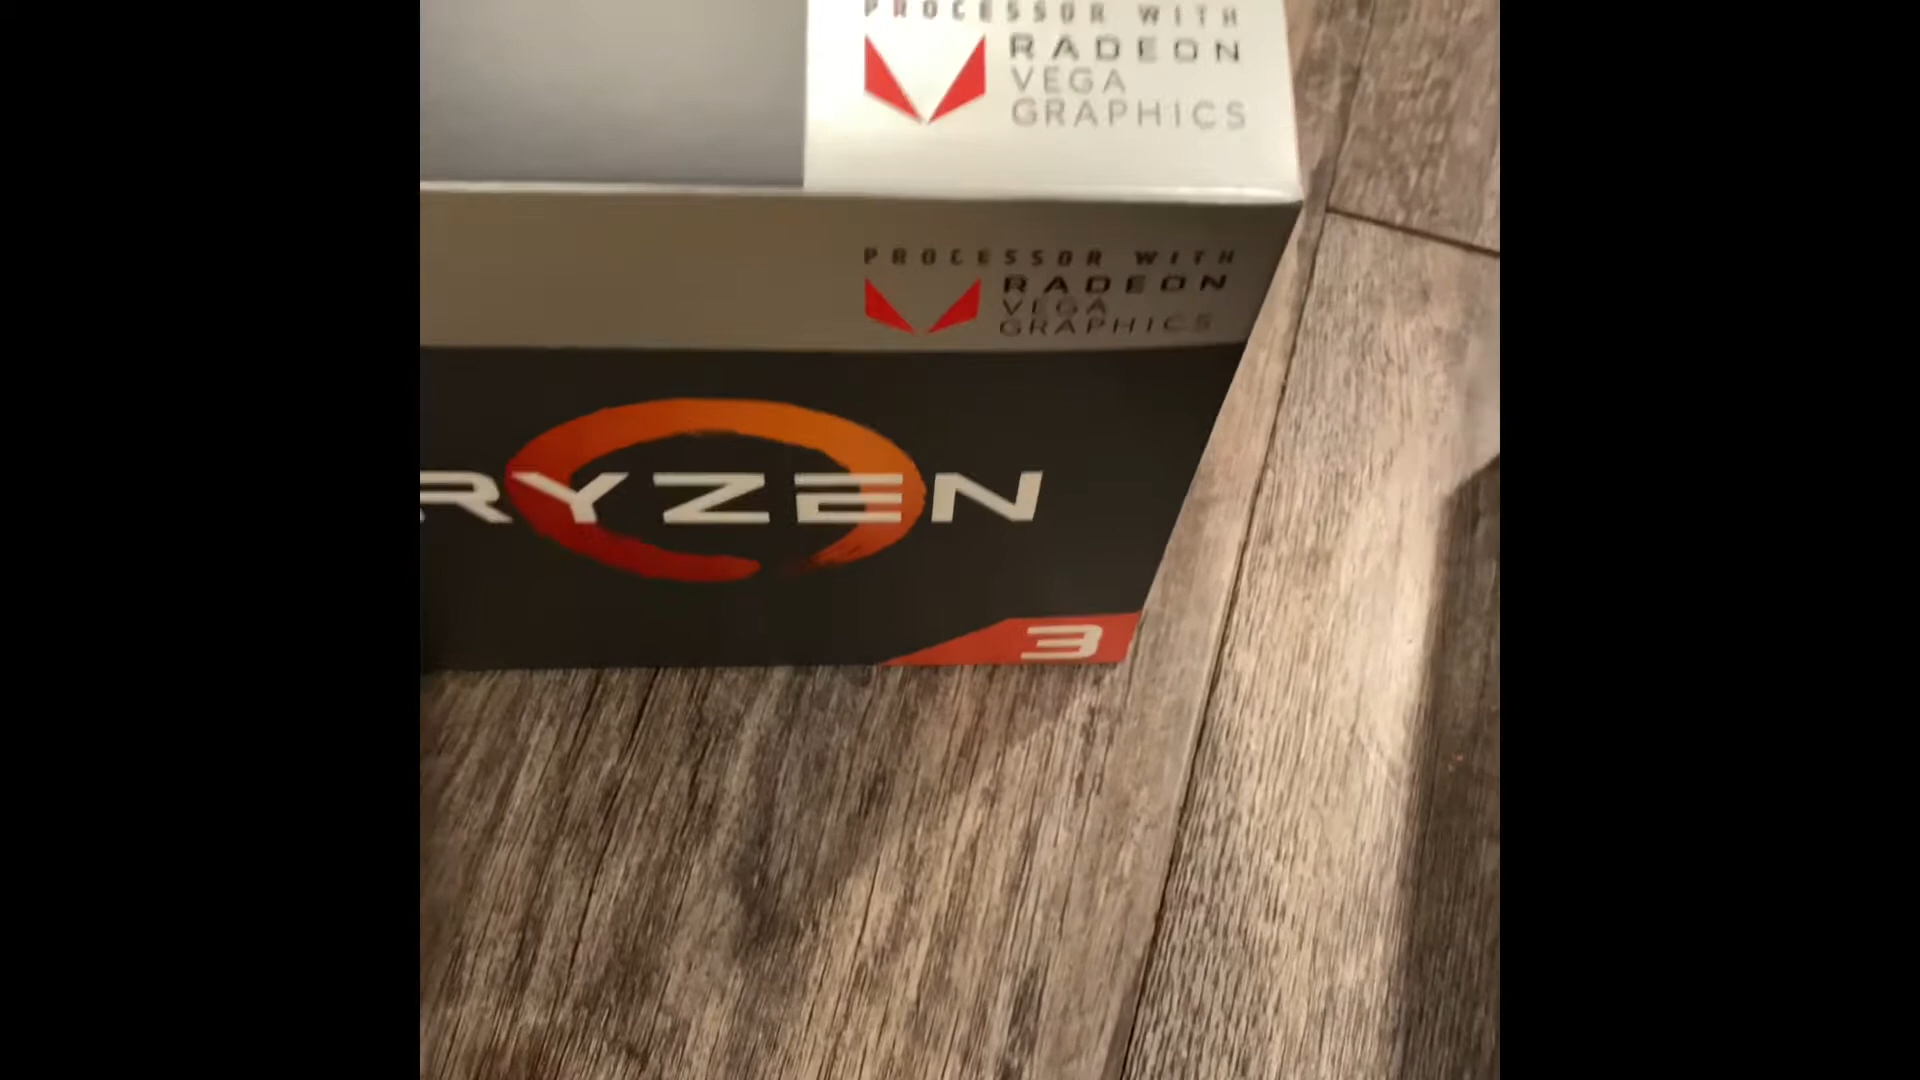 PROCESSOR WITH
RADEON
VEGA
GRAPHICS
PROCESSOR WITH
RADEON
VEGA
GRAPHICS
RYZEN
3